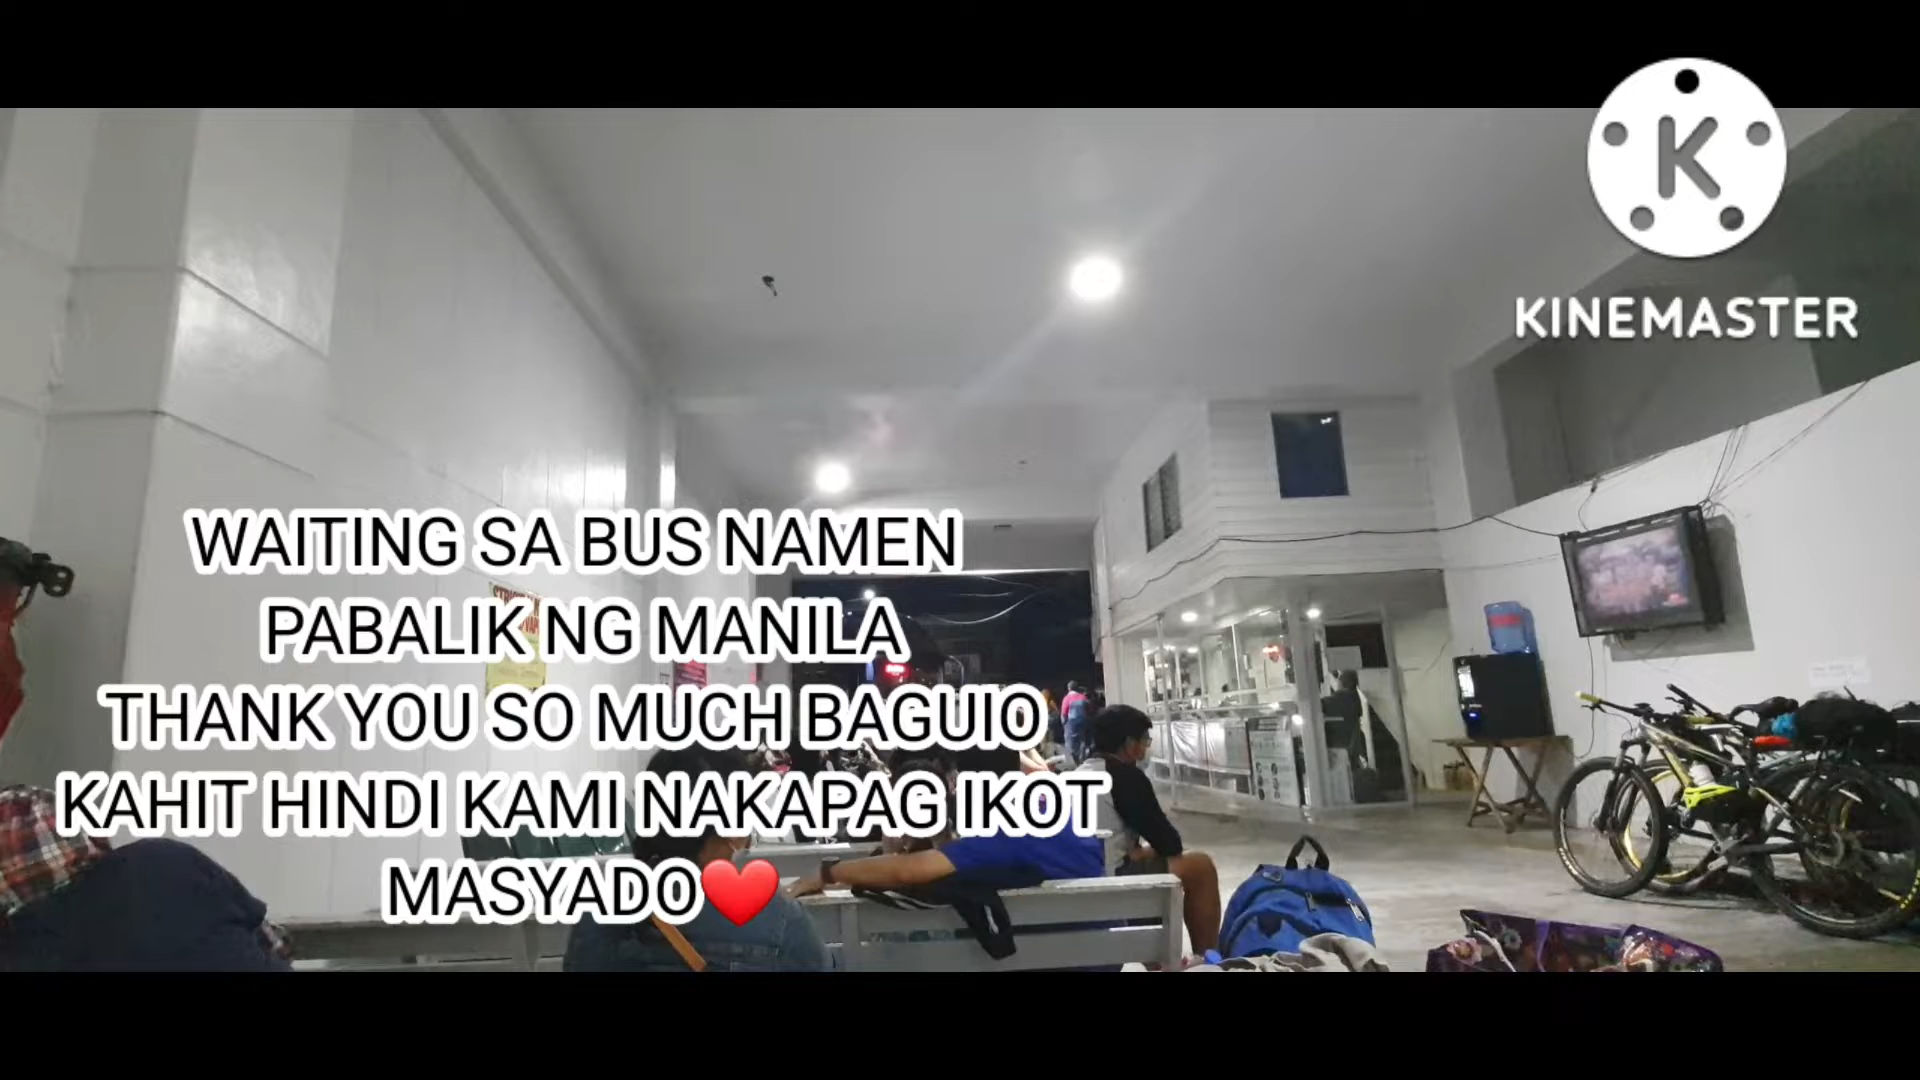 KINEMASTER
WAITING SA BUS NAMEN
PABALIK NG MANILA
THANK YOU SO MUCH BAGUIO
KAHIT HINDI KAMI NAKAPAG IKOT
MASYADO❤️